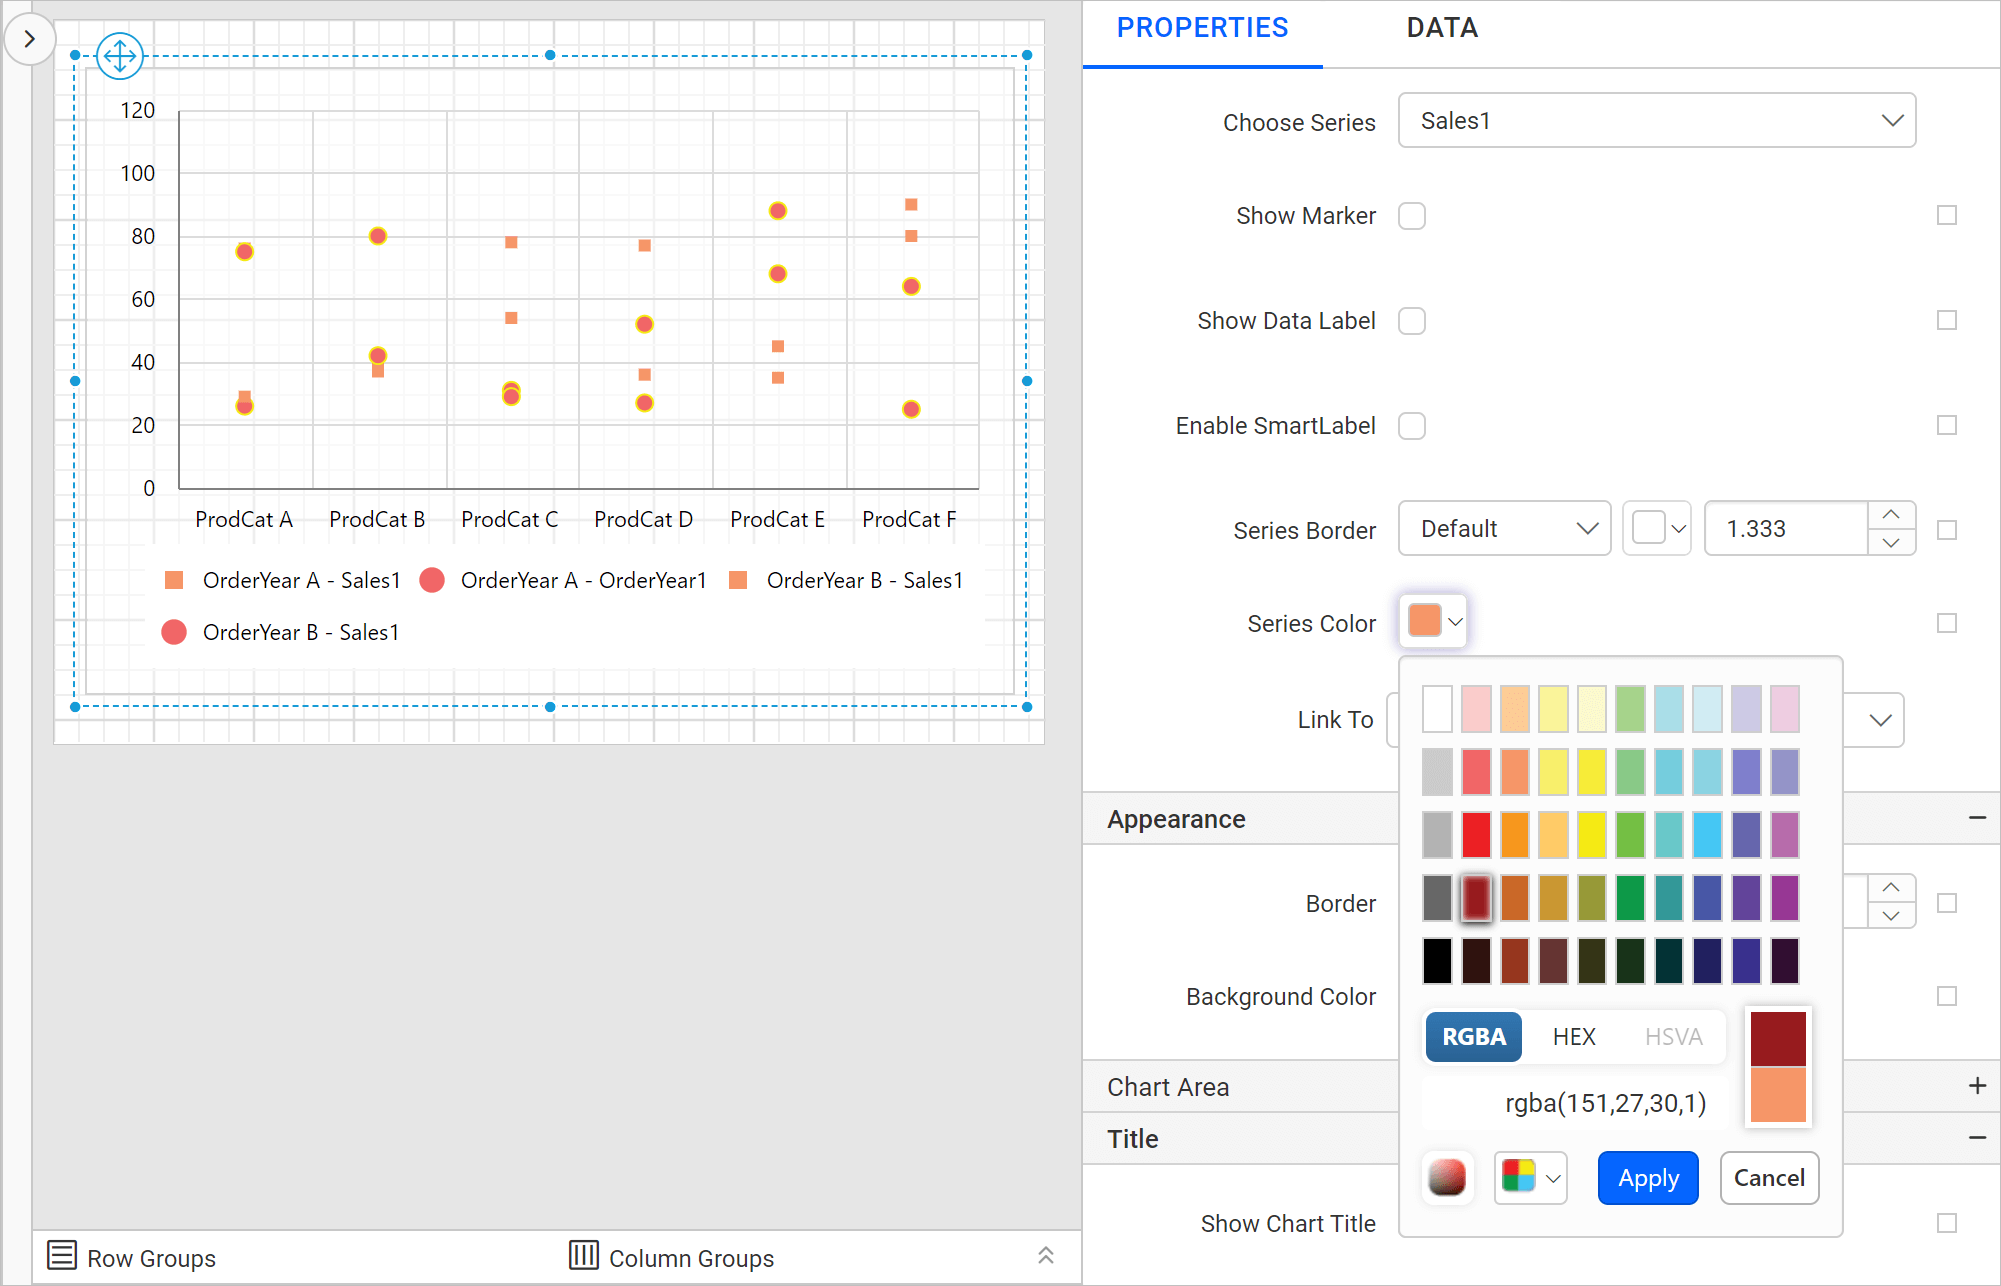 PROPERTIES DATA
Choose Series Sales1
Show Marker
Show Data Label
Enable SmartLabel
Series Border Default 1.333
Series Color
Link To
Appearance
Border
Background Color
RGBA HEX HSVA
rgba(151,27,30,1)
Chart Area
Title
Apply Cancel
Show Chart Title
120
100
80
60
40
20
0
ProdCat A ProdCat B ProdCat C ProdCat D ProdCat E ProdCat F
OrderYear A - Sales1 OrderYear A - OrderYear1 OrderYear B - Sales1
OrderYear B - Sales1
Row Groups Column Groups